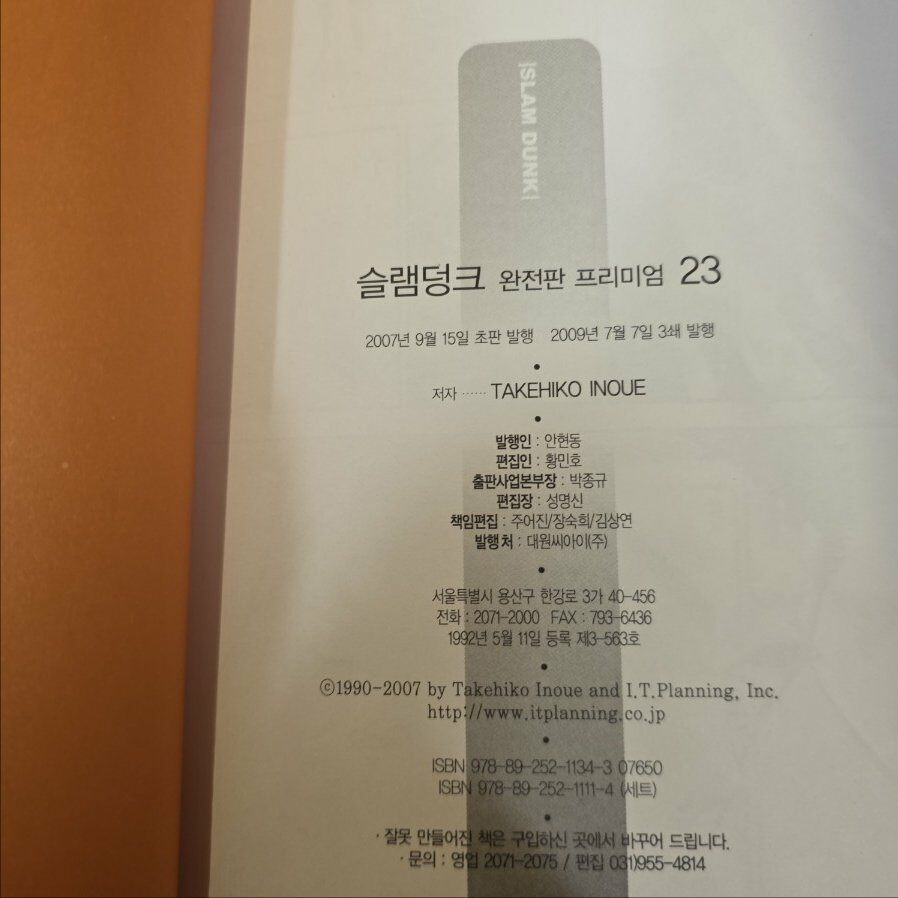 |SLAM DUNK|
슬램덩크 완전판 프리미엄 23
2007년 9월 15일 초판 발행 2009년 7월 7일 3쇄 발행
•
저자 ······ TAKEHIKO INOUE
•
발행인 : 안현동
편집인 : 황민호
출판사업본부장 : 박종규
편집장 : 성명신
책임편집 : 주어진/장숙희/김상연
발행처 : 대원씨아이(주)
•
서울특별시 용산구 한강로 3가 40-456
전화 : 2071-2000 FAX : 793-6436
1992년 5월 11일 등록 제3-563호
•
ⓒ1990-2007 by Takehiko Inoue and I.T.Planning, Inc.
http://www.itplanning.co.jp
•
ISBN 978-89-252-1134-3 07650
ISBN 978-89-252-1111-4 (세트)
•
· 잘못 만들어진 책은 구입하신 곳에서 바꾸어 드립니다.
· 문의 : 영업 2071-2075 / 편집 031)955-4814